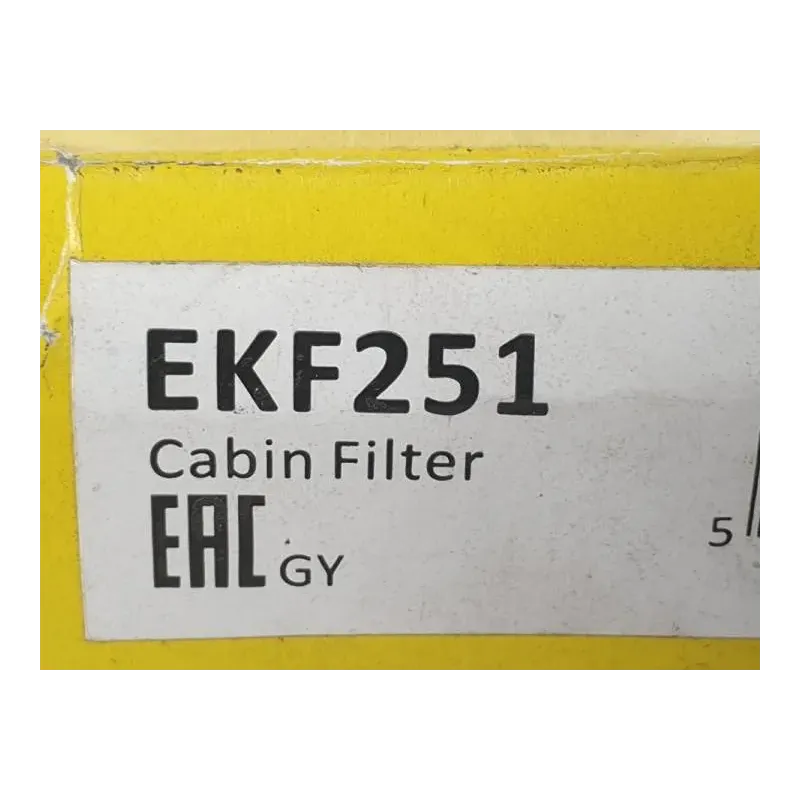 EKF251
Cabin Filter
EAC GY
5